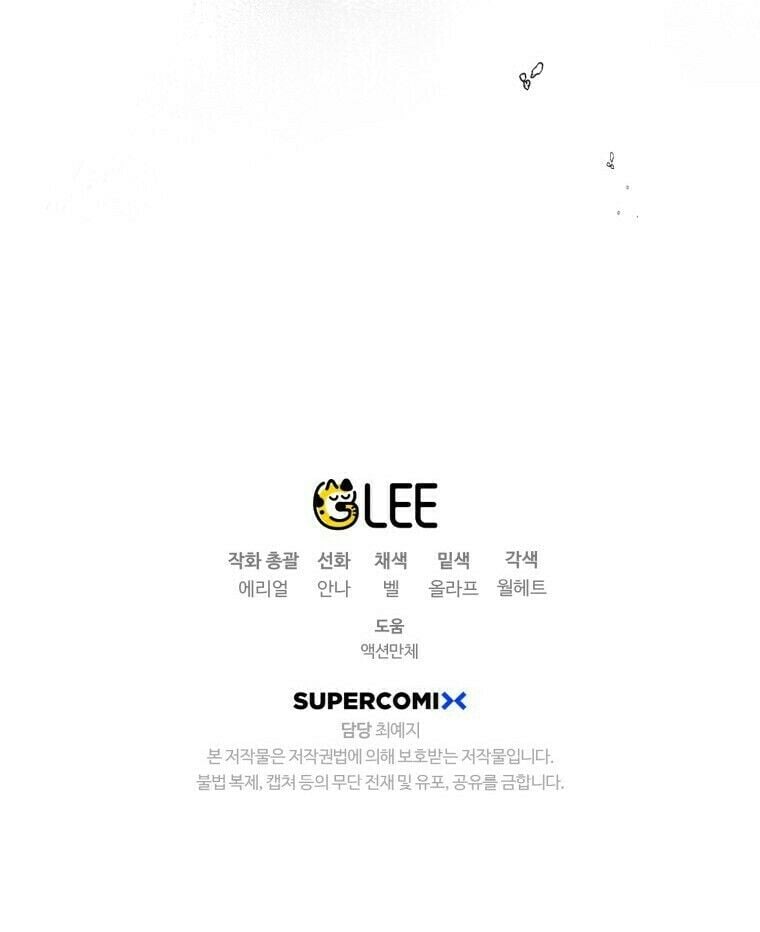 GLEE
작화 총괄 선화 채색 밑색 각색
에리얼 안나 벨 올라프 월헤트
도움
액션만체
SUPERCOMIX
담당 최예지
본 저작물은 저작권법에 의해 보호받는 저작물입니다.
불법 복제, 캡쳐 등의 무단 전재 및 유포, 공유를 금합니다.